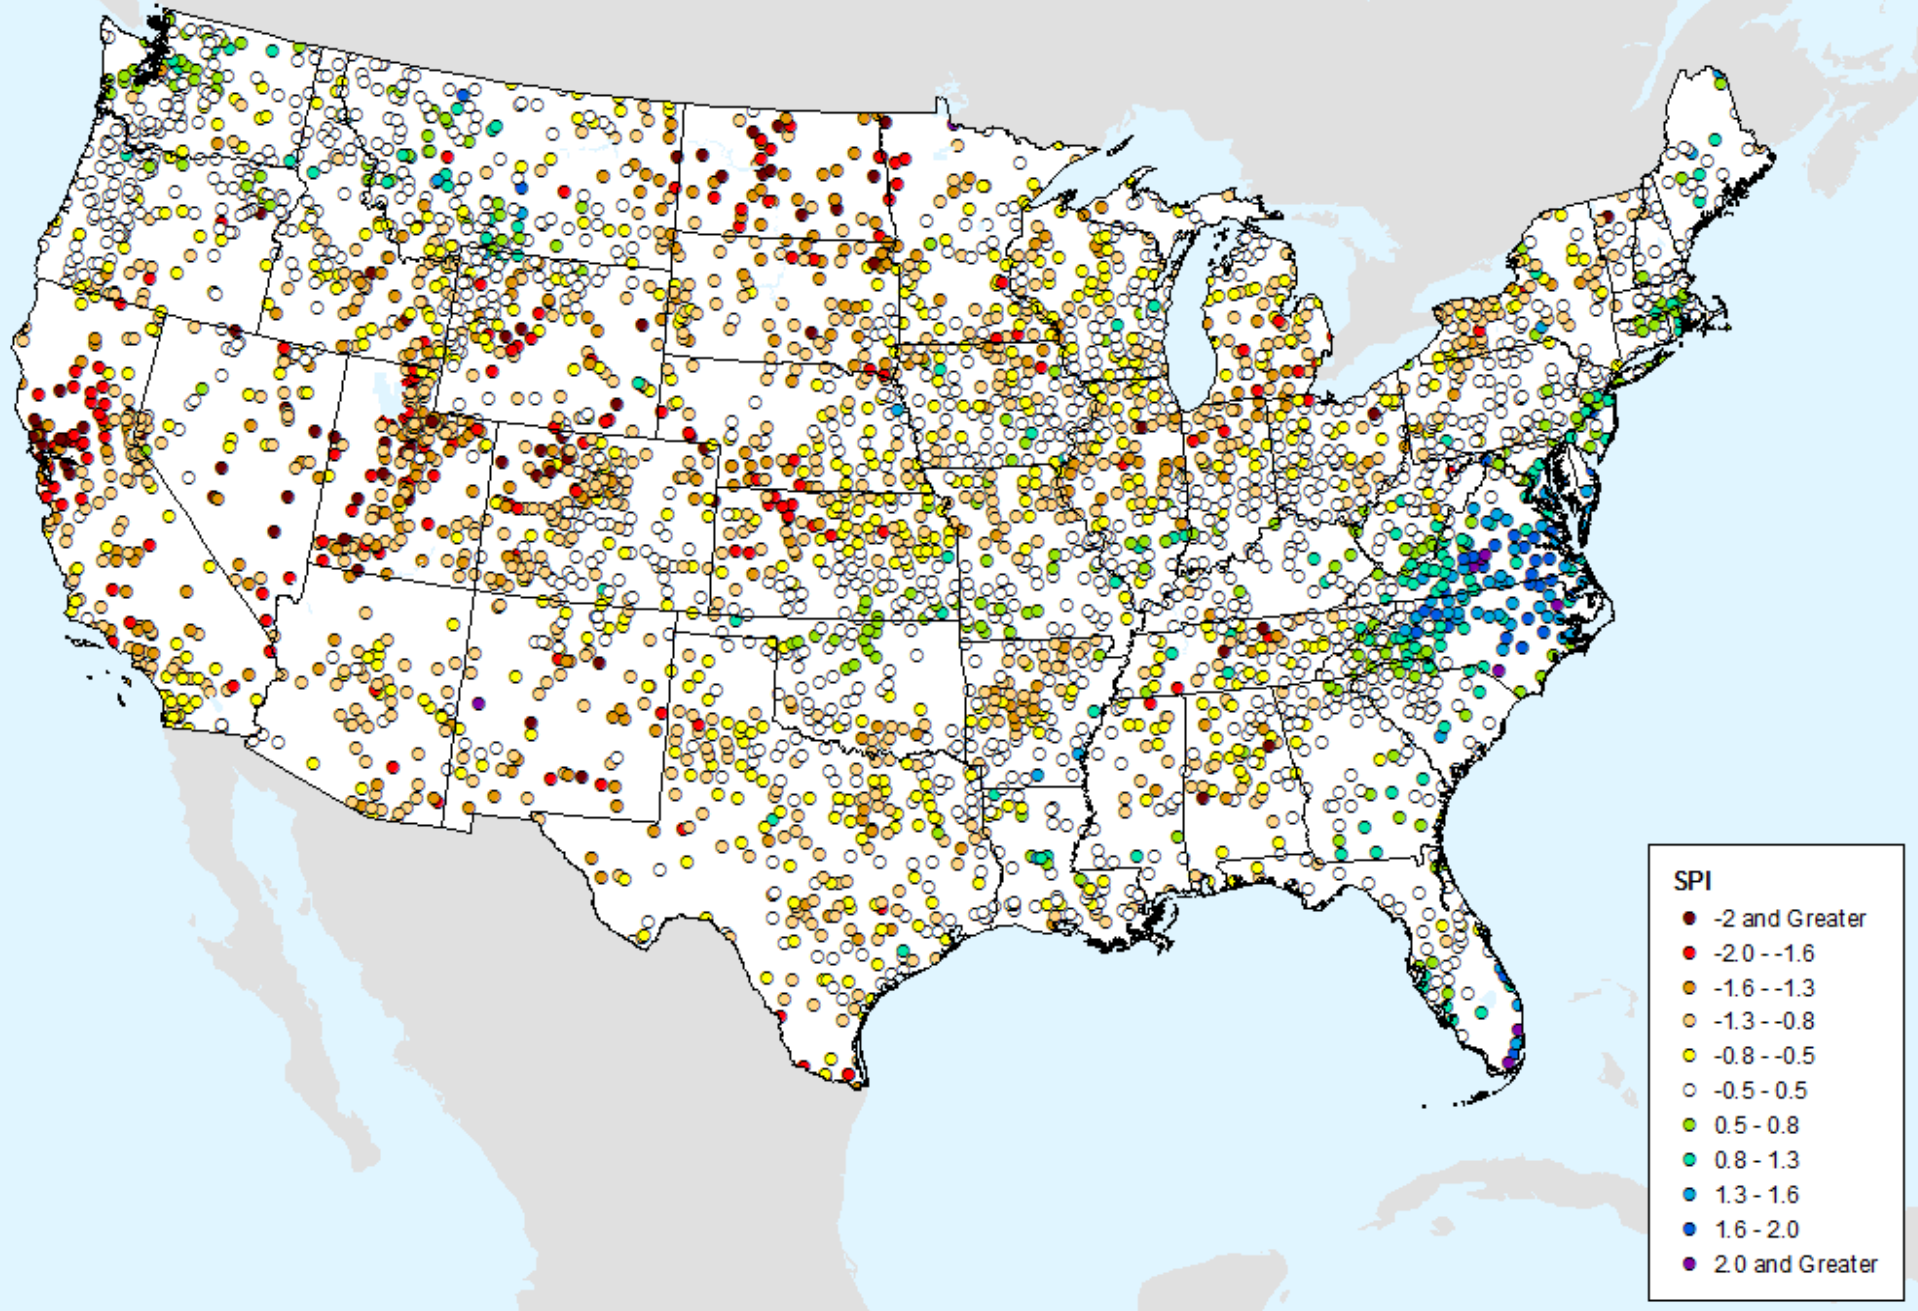 SPI
-2 and Greater
-2.0 - -1.6
-1.6 - -1.3
-1.3 - -0.8
-0.8 - -0.5
-0.5 - 0.5
0.5 - 0.8
0.8 - 1.3
1.3 - 1.6
1.6 - 2.0
2.0 and Greater